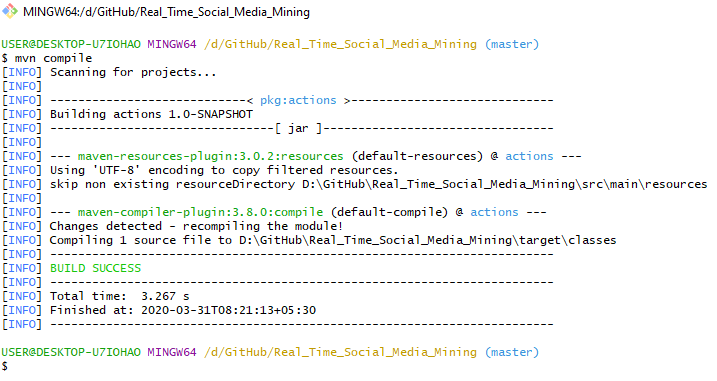 MINGW64:/d/GitHub/Real_Time_Social_Media_Mining
USER@DESKTOP-U7IOHAO MINGW64 /d/GitHub/Real_Time_Social_Media_Mining (master)
$ mvn compile
[INFO] Scanning for projects...
[INFO]
[INFO] ----------------------------< pkg:actions >-----------------------------
[INFO] Building actions 1.0-SNAPSHOT
[INFO] --------------------------------[ jar ]---------------------------------
[INFO]
[INFO] --- maven-resources-plugin:3.0.2:resources (default-resources) @ actions ---
[INFO] Using 'UTF-8' encoding to copy filtered resources.
[INFO] skip non existing resourceDirectory D:\GitHub\Real_Time_Social_Media_Mining\src\main\resources
[INFO]
[INFO] --- maven-compiler-plugin:3.8.0:compile (default-compile) @ actions ---
[INFO] Changes detected - recompiling the module!
[INFO] Compiling 1 source file to D:\GitHub\Real_Time_Social_Media_Mining\target\classes
[INFO] ------------------------------------------------------------------------
[INFO] BUILD SUCCESS
[INFO] ------------------------------------------------------------------------
[INFO] Total time:  3.267 s
[INFO] Finished at: 2020-03-31T08:21:13+05:30
[INFO] ------------------------------------------------------------------------
USER@DESKTOP-U7IOHAO MINGW64 /d/GitHub/Real_Time_Social_Media_Mining (master)
$